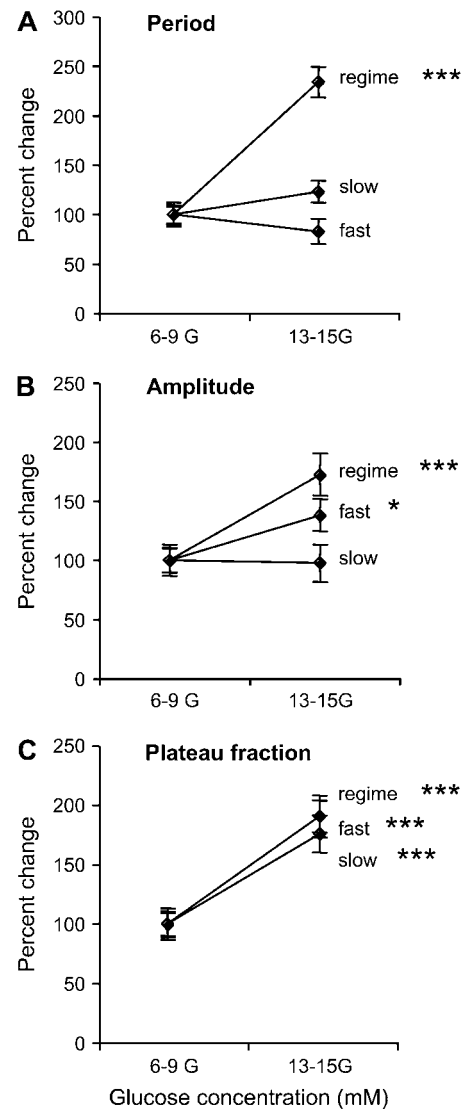 A Period
300
250
200
150
100
50
0
Percent change
regime ***
slow
fast
6-9 G 13-15G
B Amplitude
250
200
150
100
50
0
Percent change
regime ***
fast *
slow
6-9 G 13-15G
C Plateau fraction
250
200
150
100
50
0
Percent change
regime ***
fast ***
slow ***
6-9 G 13-15G
Glucose concentration (mM)